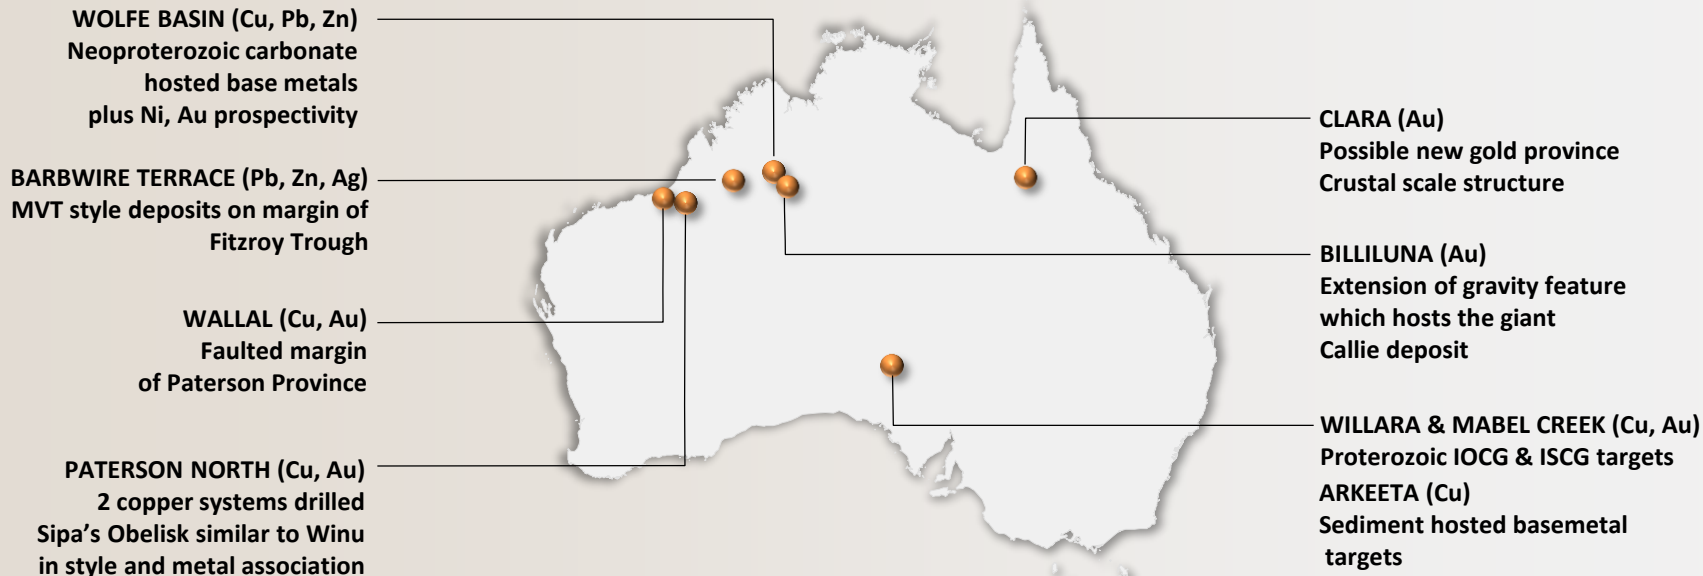 WOLFE BASIN (Cu, Pb, Zn)
Neoproterozoic carbonate
hosted base metals
plus Ni, Au prospectivity
BARBWIRE TERRACE (Pb, Zn, Ag)
MVT style deposits on margin of
Fitzroy Trough
WALLAL (Cu, Au)
Faulted margin
of Paterson Province
PATERSON NORTH (Cu, Au)
2 copper systems drilled
Sipa's Obelisk similar to Winu
in style and metal association
CLARA (Au)
Possible new gold province
Crustal scale structure
BILLILUNA (Au)
Extension of gravity feature
which hosts the giant
Callie deposit
WILLARA & MABEL CREEK (Cu, Au)
Proterozoic IOCG & ISCG targets
ARKEETA (Cu)
Sediment hosted basemetal
targets